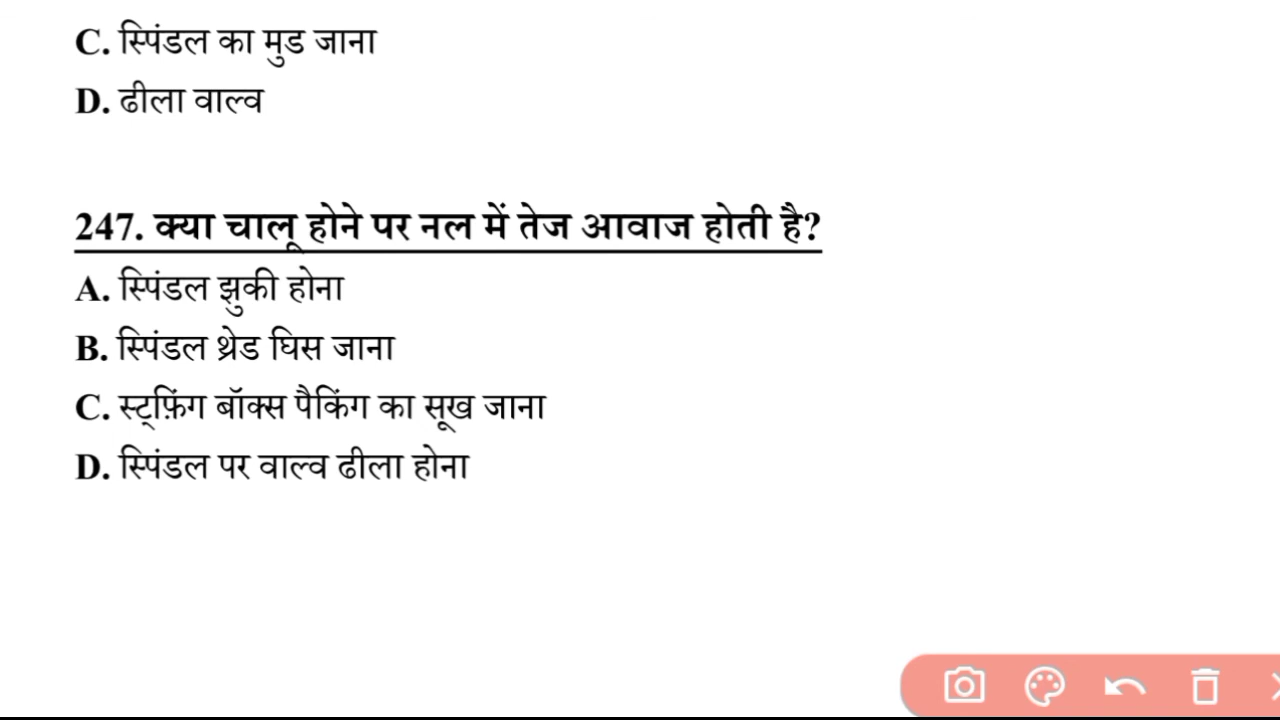 C. स्पिंडल का मुड जाना
D. ढीला वाल्व
247. क्या चालू होने पर नल में तेज आवाज होती है?
A. स्पिंडल झुकी होना
B. स्पिंडल थ्रेड घिस जाना
C. स्ट्फ़िंग बॉक्स पैकिंग का सूख जाना
D. स्पिंडल पर वाल्व ढीला होना